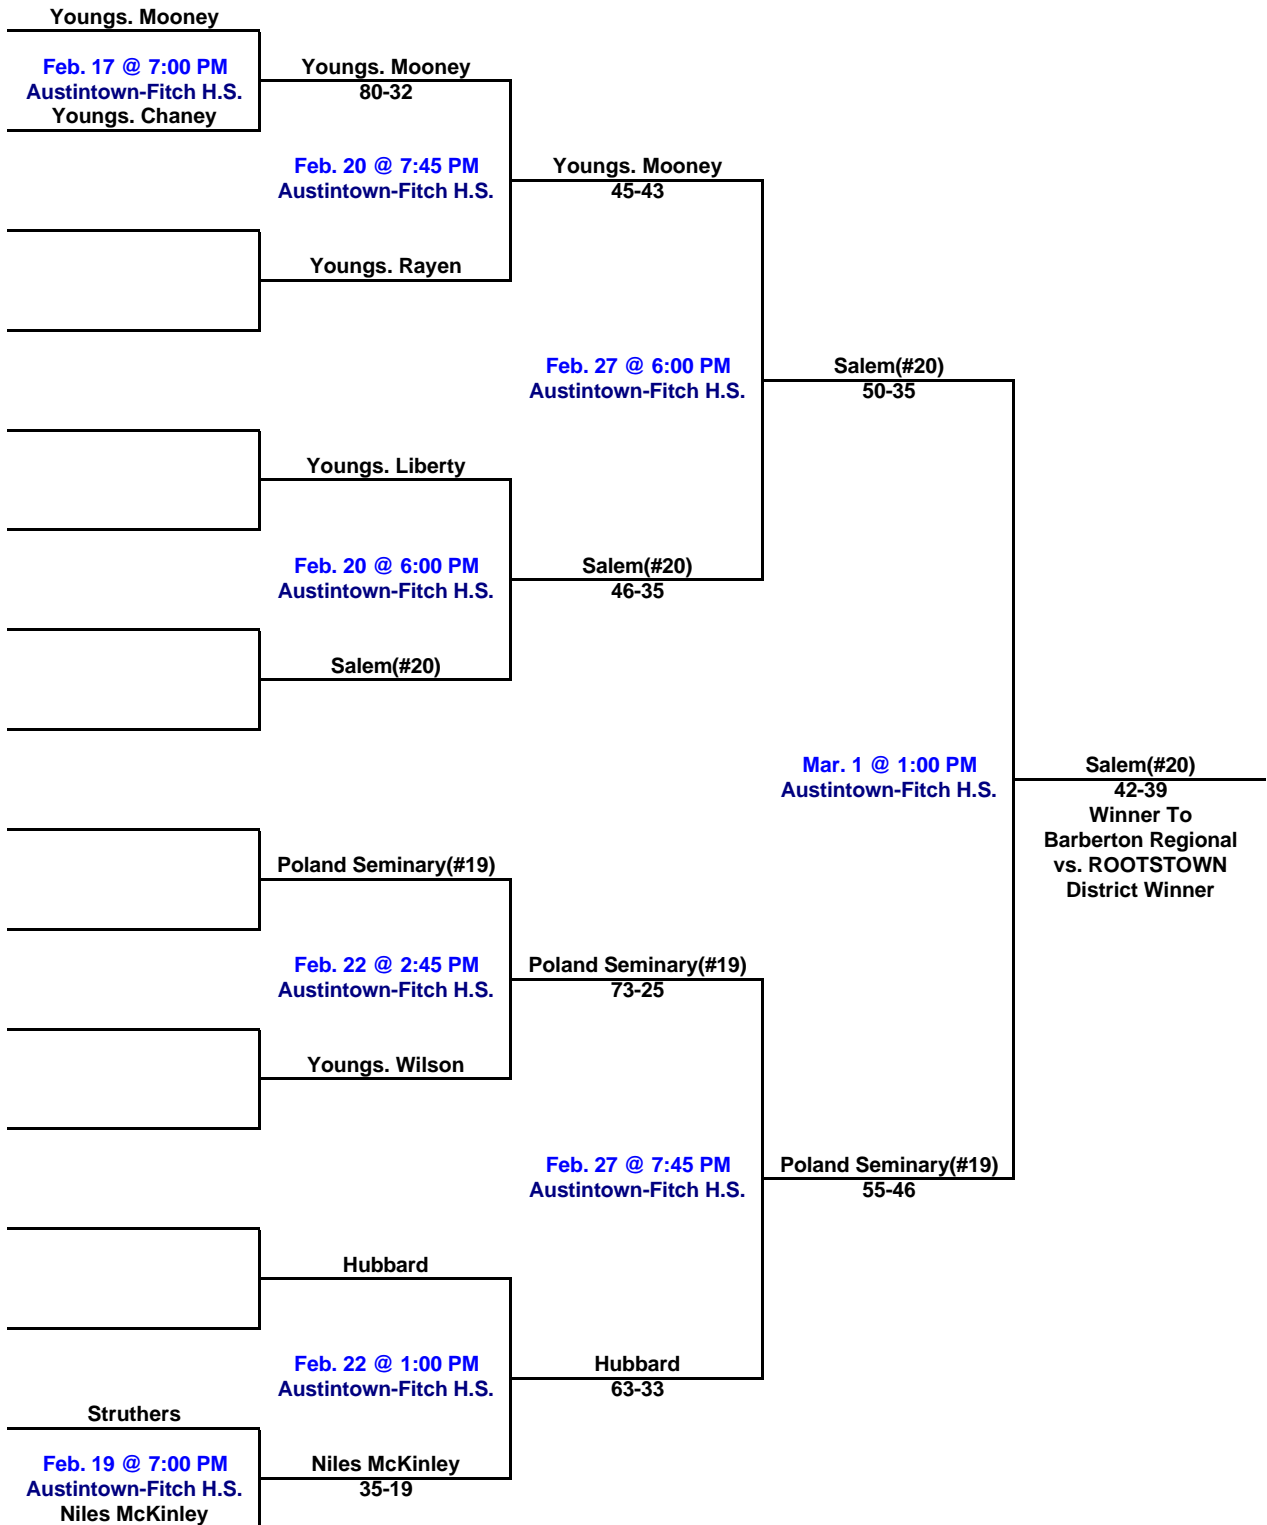 Youngs. Mooney
Feb. 17 @ 7:00 PM
Austintown-Fitch H.S.
Youngs. Chaney
Youngs. Mooney
80-32
Feb. 20 @ 7:45 PM
Austintown-Fitch H.S.
Youngs. Mooney
45-43
Youngs. Rayen
Feb. 27 @ 6:00 PM
Austintown-Fitch H.S.
Salem(#20)
50-35
Youngs. Liberty
Feb. 20 @ 6:00 PM
Austintown-Fitch H.S.
Salem(#20)
46-35
Salem(#20)
Mar. 1 @ 1:00 PM
Austintown-Fitch H.S.
Salem(#20)
42-39
Winner To
Barberton Regional
vs. ROOTSTOWN
District Winner
Poland Seminary(#19)
Feb. 22 @ 2:45 PM
Austintown-Fitch H.S.
Poland Seminary(#19)
73-25
Youngs. Wilson
Feb. 27 @ 7:45 PM
Austintown-Fitch H.S.
Poland Seminary(#19)
55-46
Hubbard
Feb. 22 @ 1:00 PM
Austintown-Fitch H.S.
Hubbard
63-33
Struthers
Feb. 19 @ 7:00 PM
Austintown-Fitch H.S.
Niles McKinley
Niles McKinley
35-19